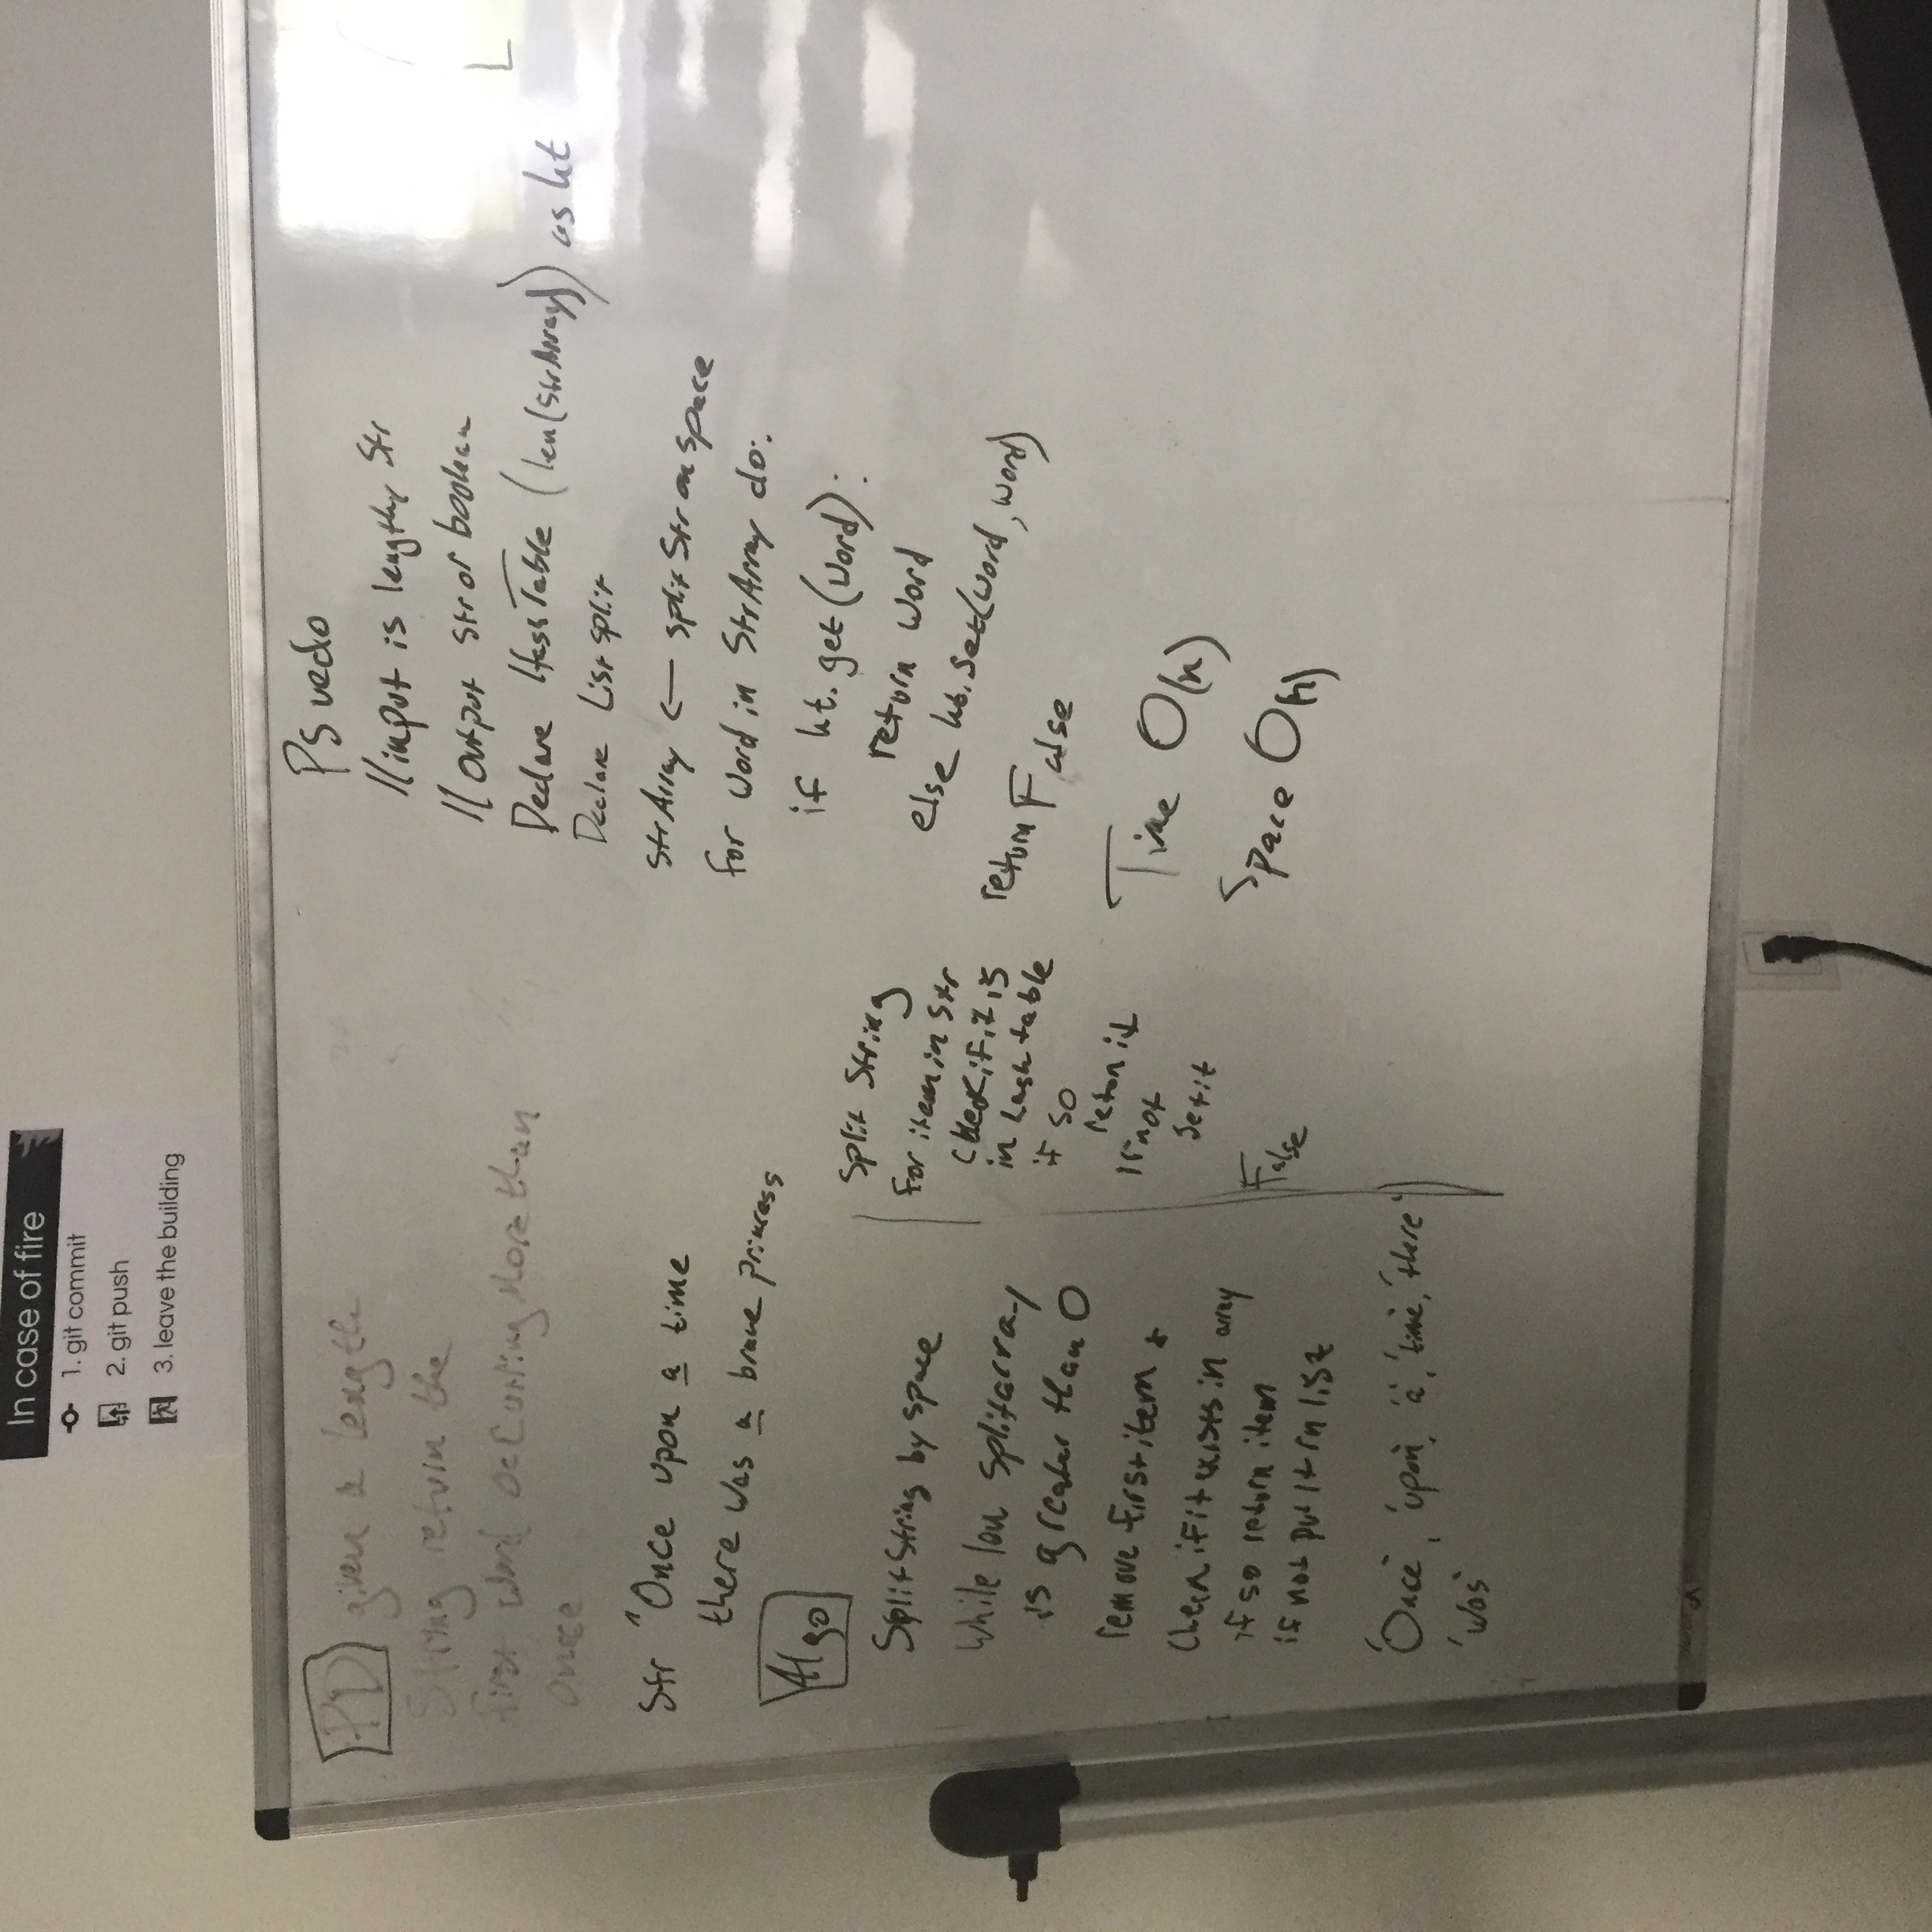 In case of fire
1. git commit
2. git push
3. leave the building
PD given a length
String return the
first word occurring More than
once
Str "Once upon a time
there was a brave princess
Algo
Split String by space
while len splitarray
is greater than 0
remove first item &
check if it exists in array
if so return item
if not put it in list
'Once', 'upon', 'a', 'time', 'there'
'was'
Split String
for item in str
check if it is
in hash table
if so
retun it
If not
set it
False
Psuedo
//input is lengthy Str
//output str or boolean
Declare HashTable (len(strArray)) as ht
Declare List split
strArray ← split Str on space
for word in StrArray do:
if ht.get(word):
return word
else ht.set(word, word)
return False
Time O(n)
Space O(n)